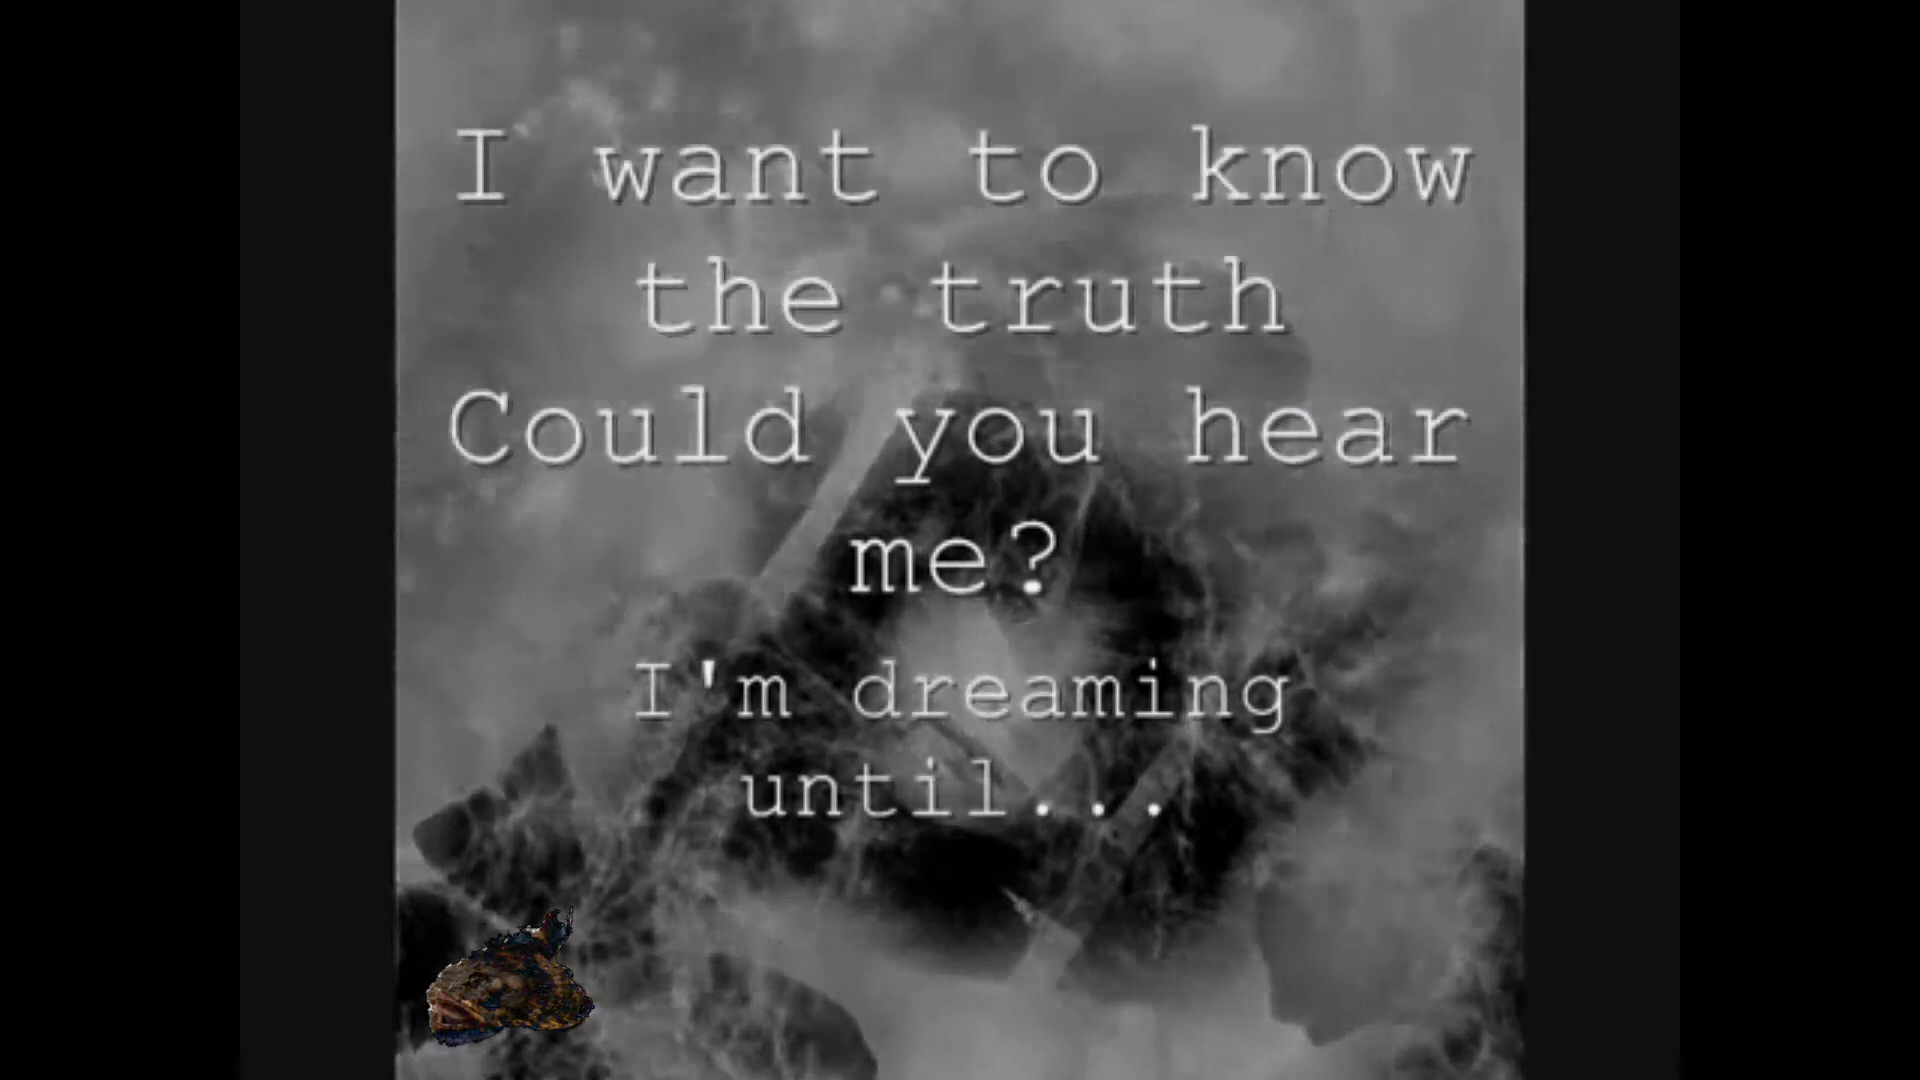 I want to know
the truth
Could you hear
me?
I'm dreaming
until...